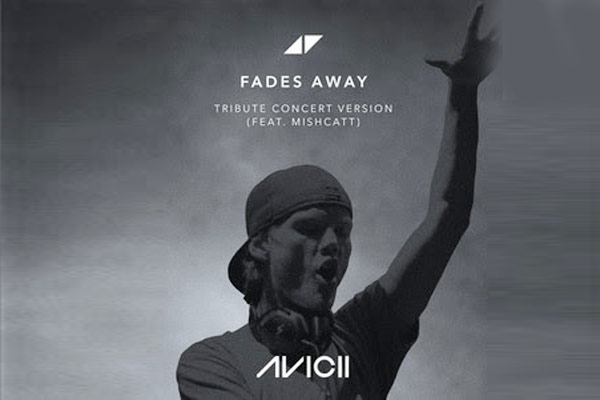 FADES AWAY
TRIBUTE CONCERT VERSION
(FEAT. MISHCATT)
AVICII